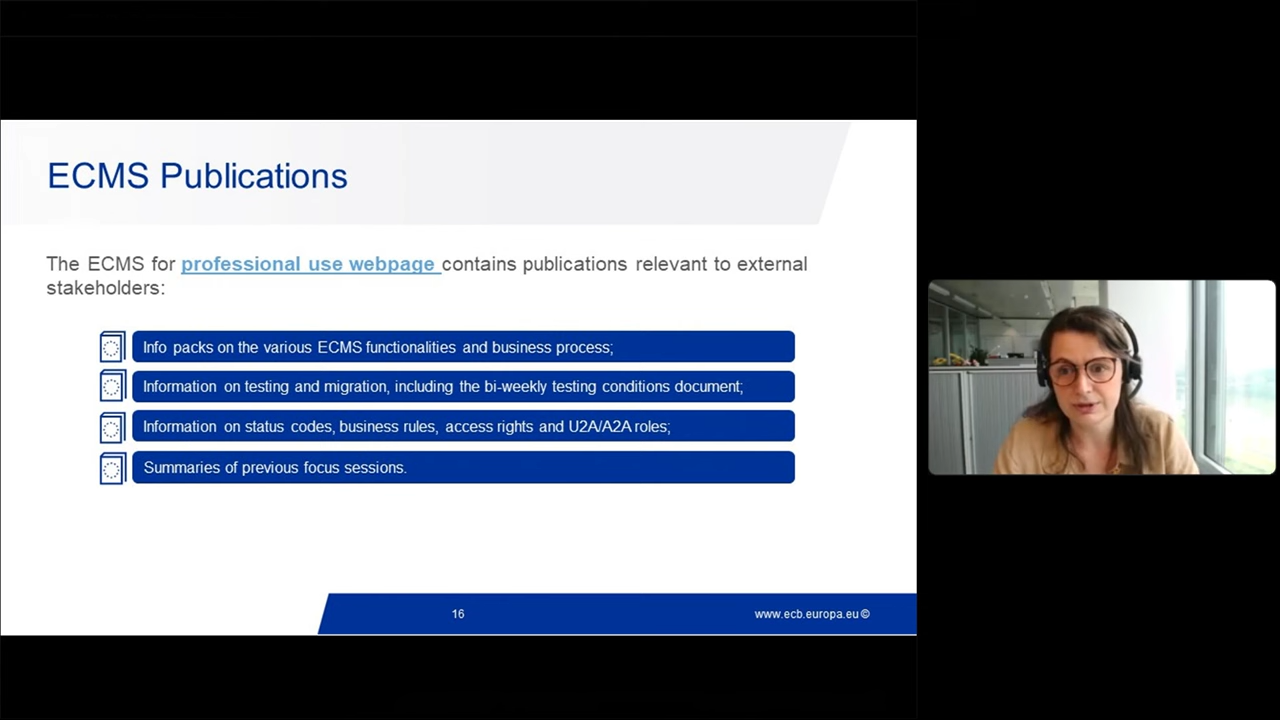 ECMS Publications
The ECMS for professional use webpage contains publications relevant to external
stakeholders:
Info packs on the various ECMS functionalities and business process;
Information on testing and migration, including the bi-weekly testing conditions document;
Information on status codes, business rules, access rights and U2A/A2A roles;
Summaries of previous focus sessions.
16
www.ecb.europa.eu ©